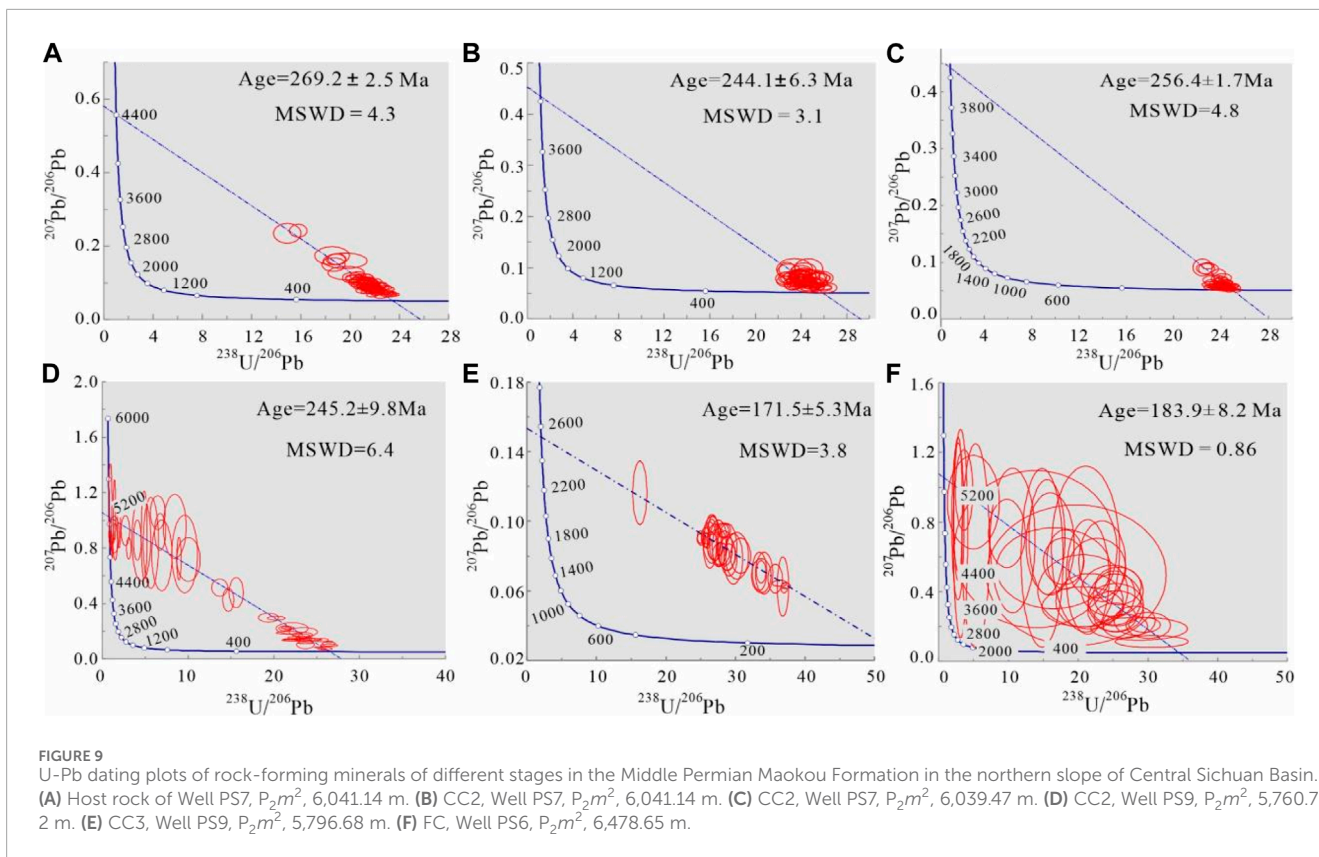 A
Age=269.2 ± 2.5 Ma
MSWD = 4.3
0.6
0.4
0.2
0.0
4400
3600
2800
2000
1200
400
0 4 8 12 16 20 24 28
²⁰⁷Pb/²⁰⁶Pb
²³⁸U/²⁰⁶Pb
B
Age=244.1±6.3 Ma
MSWD = 3.1
0.5
0.4
0.3
0.2
0.1
0.0
3600
2800
2000
1200
400
0 4 8 12 16 20 24 28
²⁰⁷Pb/²⁰⁶Pb
²³⁸U/²⁰⁶Pb
C
Age=256.4±1.7Ma
MSWD=4.8
0.4
0.3
0.2
0.1
0.0
3800
3400
3000
2600
2200
1800
1400
1000
600
0 4 8 12 16 20 24 28
²⁰⁷Pb/²⁰⁶Pb
²³⁸U/²⁰⁶Pb
D
Age=245.2±9.8Ma
MSWD=6.4
2.0
1.6
1.2
0.8
0.4
0.0
6000
5200
4400
3600
2800
1200
400
0 10 20 30 40
²⁰⁷Pb/²⁰⁶Pb
²³⁸U/²⁰⁶Pb
E
Age=171.5±5.3Ma
MSWD=3.8
0.18
0.14
0.10
0.06
0.02
2600
2200
1800
1400
1000
600
200
0 10 20 30 40 50
²⁰⁷Pb/²⁰⁶Pb
²³⁸U/²⁰⁶Pb
F
Age=183.9±8.2 Ma
MSWD = 0.86
1.6
1.2
0.8
0.4
0.0
5200
4400
3600
2800
2000
400
0 10 20 30 40 50
²⁰⁷Pb/²⁰⁶Pb
²³⁸U/²⁰⁶Pb
FIGURE 9
U-Pb dating plots of rock-forming minerals of different stages in the Middle Permian Maokou Formation in the northern slope of Central Sichuan Basin.
(A) Host rock of Well PS7, P₂m², 6,041.14 m. (B) CC2, Well PS7, P₂m², 6,041.14 m. (C) CC2, Well PS7, P₂m², 6,039.47 m. (D) CC2, Well PS9, P₂m², 5,760.7
2 m. (E) CC3, Well PS9, P₂m², 5,796.68 m. (F) FC, Well PS6, P₂m², 6,478.65 m.